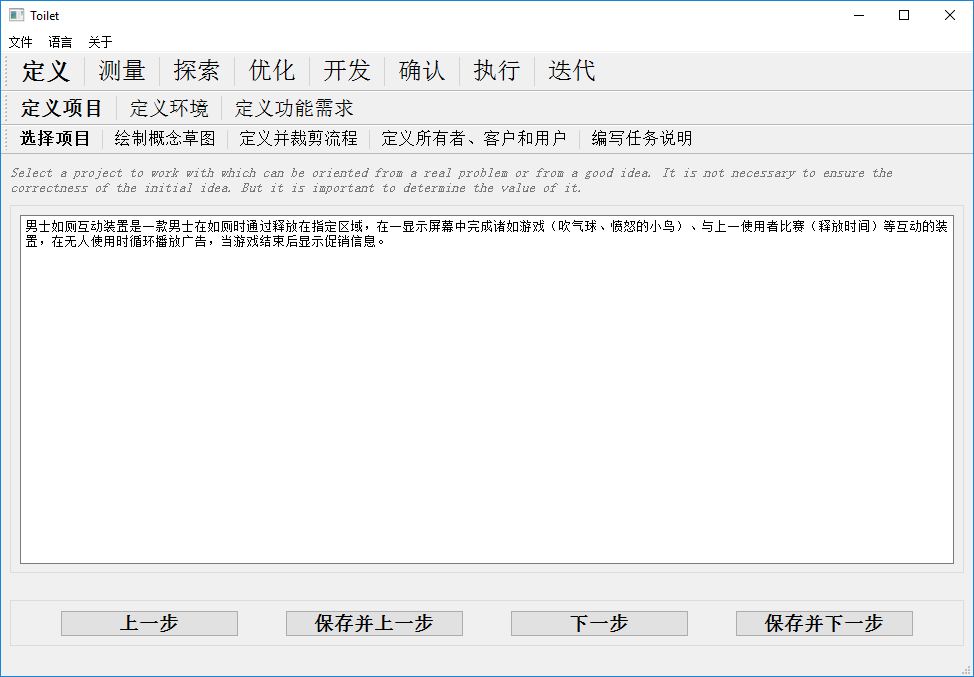 Toilet
文件 语言 关于
定义 测量 探索 优化 开发 确认 执行 迭代
定义项目 定义环境 定义功能需求
选择项目 绘制概念草图 定义并裁剪流程 定义所有者、客户和用户 编写任务说明
Select a project to work with which can be oriented from a real problem or from a good idea. It is not necessary to ensure the
correctness of the initial idea. But it is important to determine the value of it.
男士如厕互动装置是一款男士在如厕时通过释放在指定区域，在一显示屏幕中完成诸如游戏（吹气球、愤怒的小鸟）、与上一使用者比赛（释放时间）等互动的装
置，在无人使用时循环播放广告，当游戏结束后显示促销信息。
上一步 保存并上一步 下一步 保存并下一步